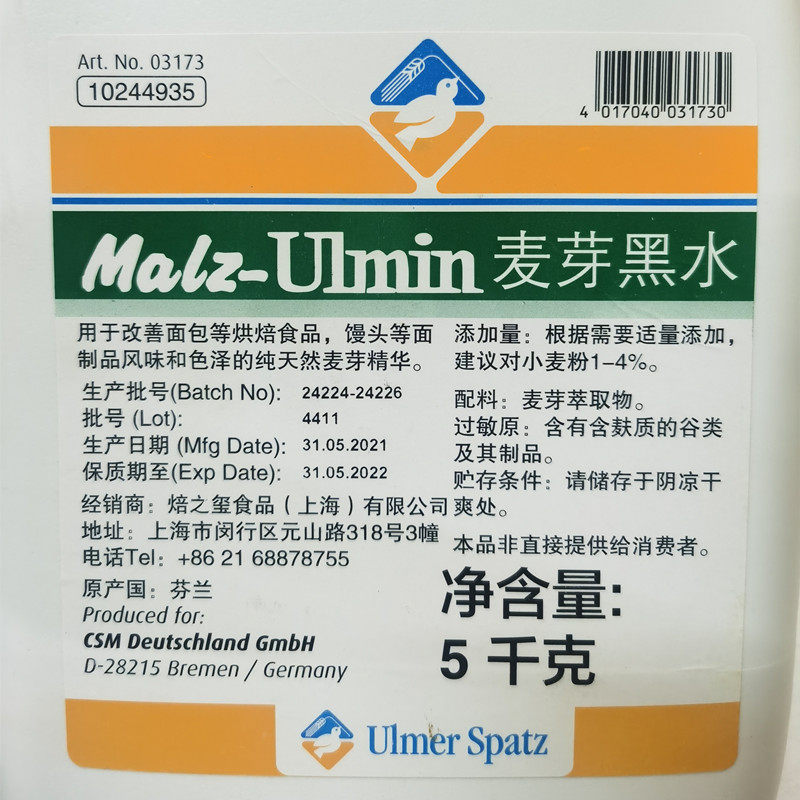 Art. No. 03173
10244935
4 017040 031730
Malz-Ulmin 麦芽黑水
用于改善面包等烘焙食品，馒头等面
制品风味和色泽的纯天然麦芽精华。
生产批号(Batch No): 24224-24226
批号 (Lot): 4411
生产日期 (Mfg Date): 31.05.2021
保质期至(Exp Date): 31.05.2022
经销商：焙之玺食品（上海）有限公司
地址：上海市闵行区元山路318号3幢
电话Tel：+86 21 68878755
原产国：芬兰
Produced for:
CSM Deutschland GmbH
D-28215 Bremen / Germany
添加量：根据需要适量添加，
建议对小麦粉1-4%。
配料：麦芽萃取物。
过敏原：含有含麸质的谷类
及其制品。
贮存条件：请储存于阴凉干
爽处。
本品非直接提供给消费者。
净含量:
5 千克
Ulmer Spatz